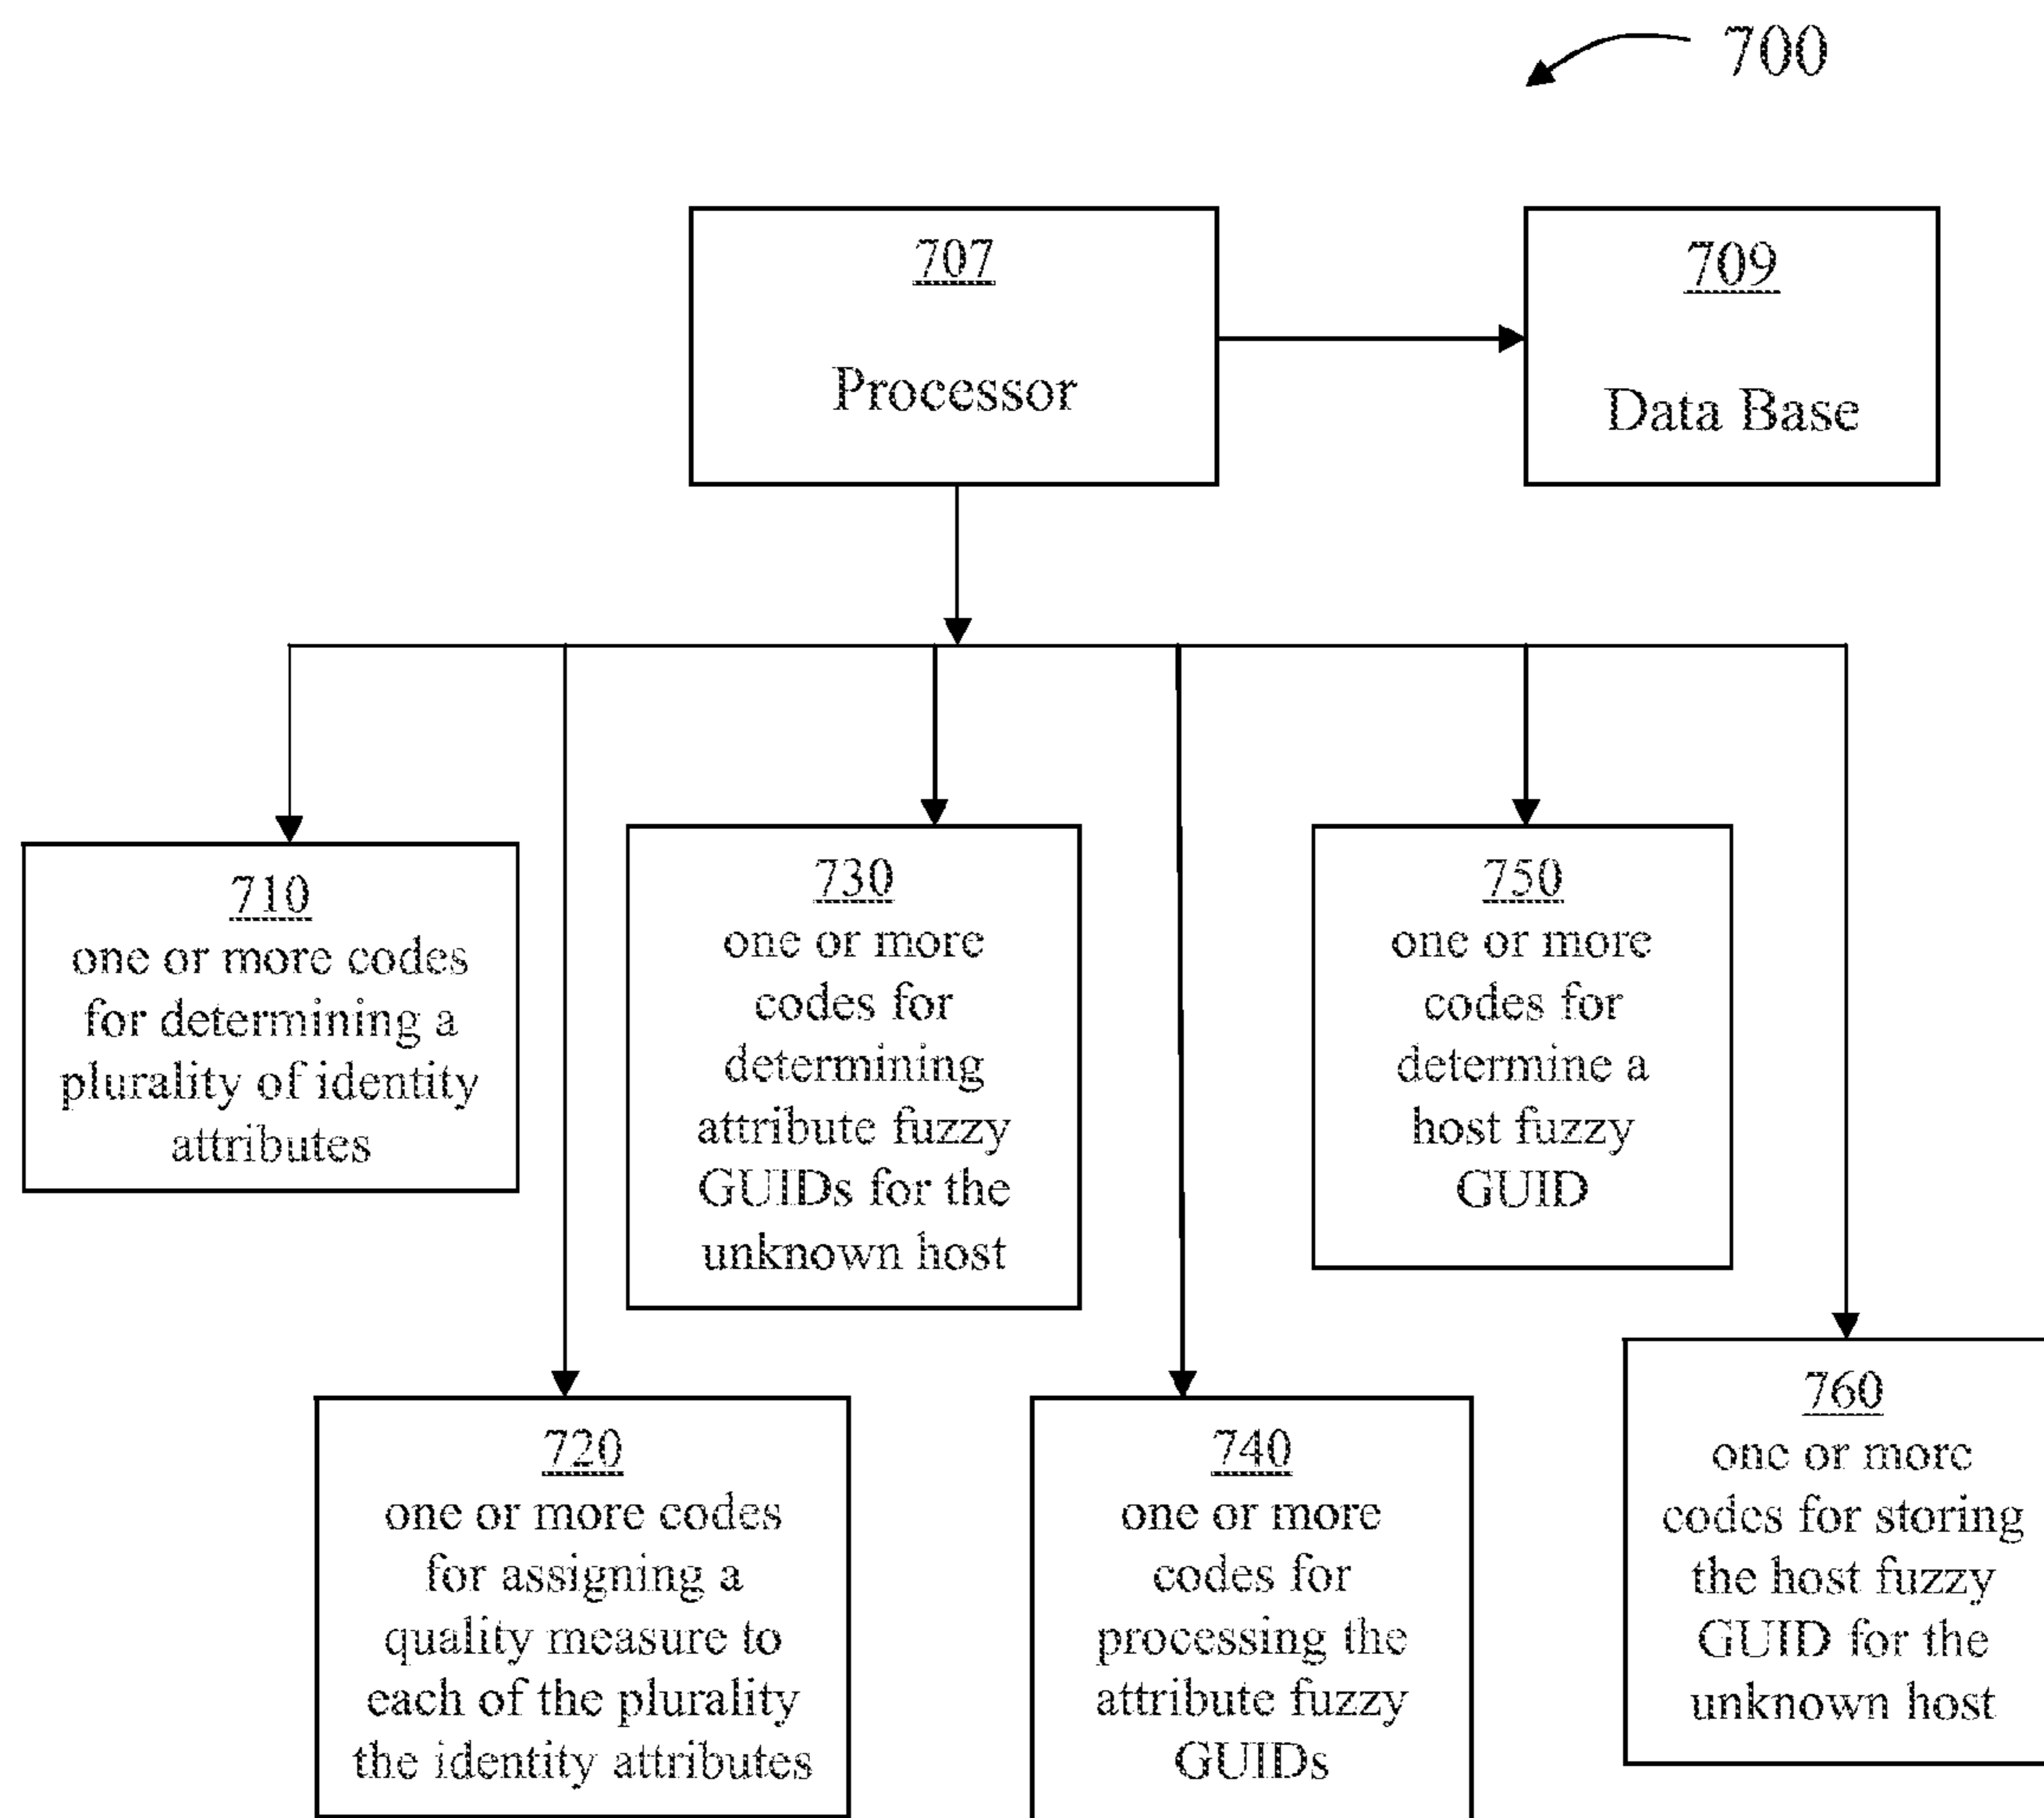 700
707
Processor
709
Data Base
710
one or more codes
for determining a
plurality of identity
attributes
730
one or more
codes for
determining
attribute fuzzy
GUIDs for the
unknown host
750
one or more
codes for
determine a
host fuzzy
GUID
720
one or more codes
for assigning a
quality measure to
each of the plurality
the identity attributes
740
one or more
codes for
processing the
attribute fuzzy
GUIDs
760
one or more
codes for storing
the host fuzzy
GUID for the
unknown host